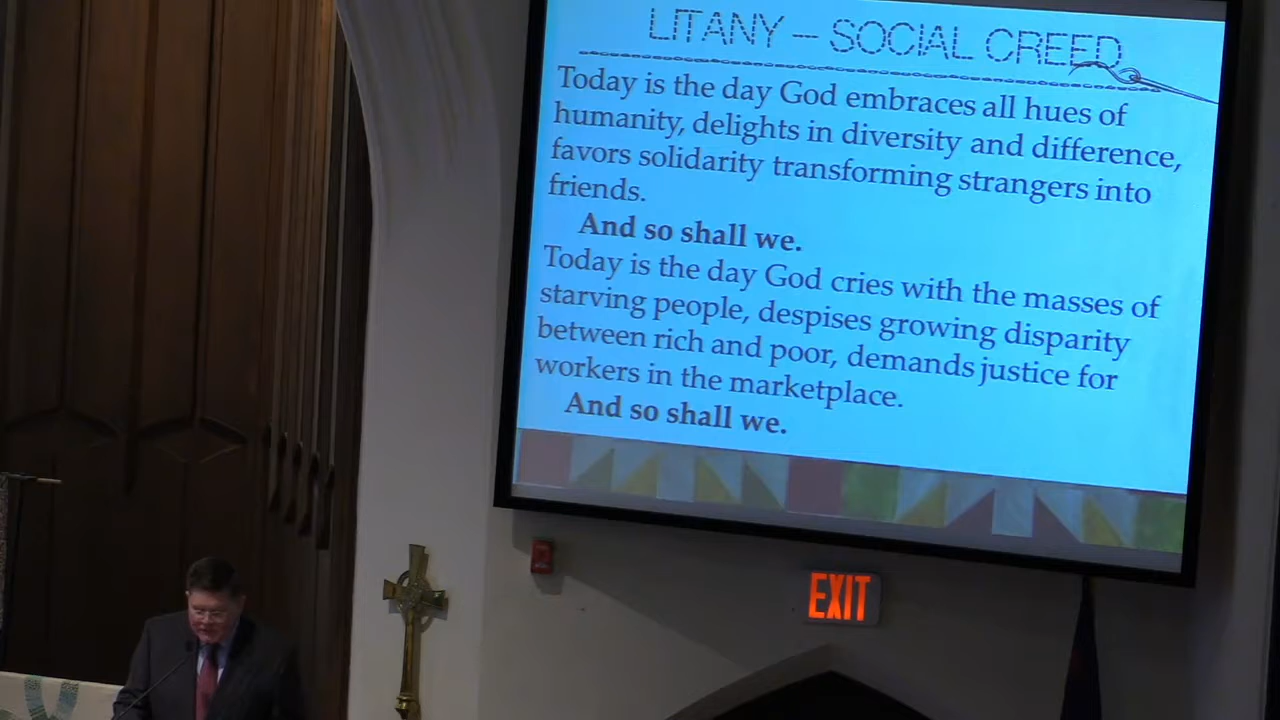 LITANY – SOCIAL CREED
Today is the day God embraces all hues of
humanity, delights in diversity and difference,
favors solidarity transforming strangers into
friends.
And so shall we.
Today is the day God cries with the masses of
starving people, despises growing disparity
between rich and poor, demands justice for
workers in the marketplace.
And so shall we.
EXIT